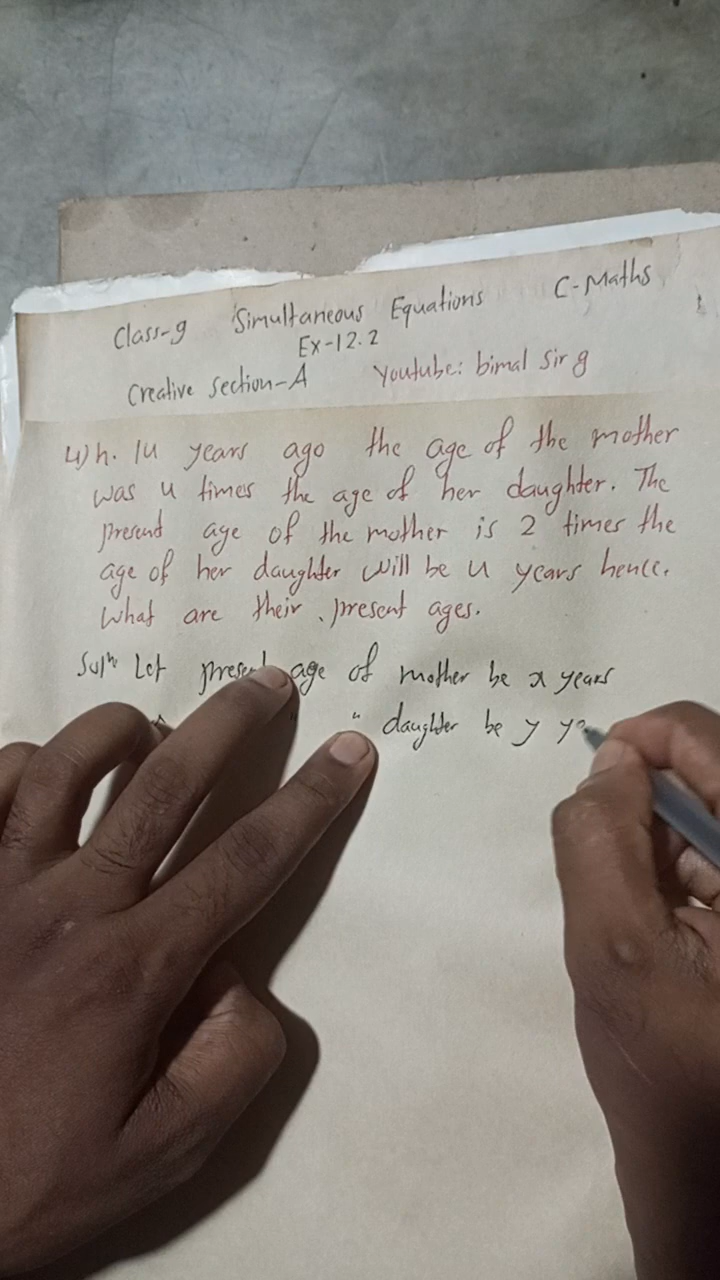 Class-9 Simultaneous Equations C-Maths
Ex-12.2
Creative section-A Youtube: bimal sir g
4) h. 14 years ago the age of the mother
was 4 times the age of her daughter. The
present age of the mother is 2 times the
age of her daughter will be 4 years hence.
What are their present ages.
Solⁿ Let present age of mother be x years
" " daughter be y ye